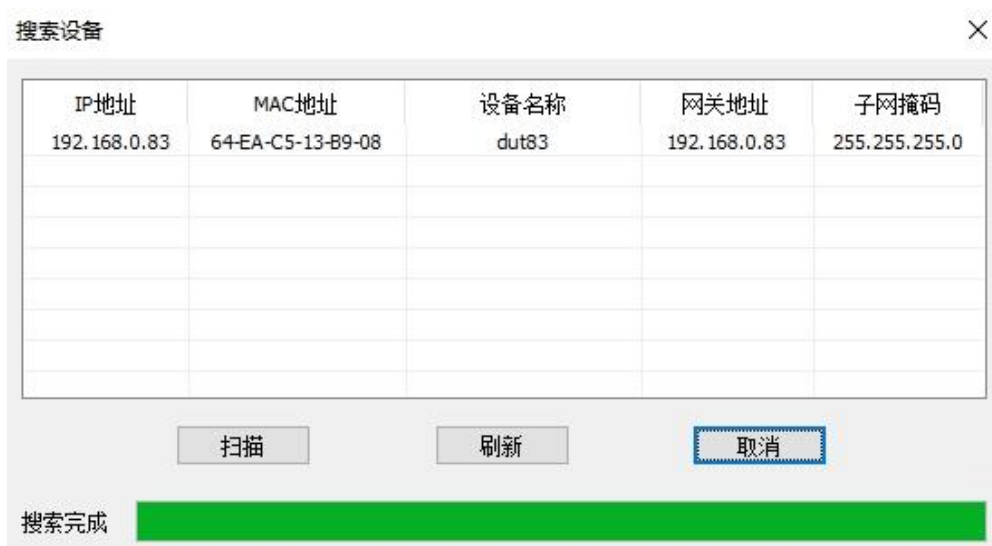 搜索设备
IP地址 MAC地址 设备名称 网关地址 子网掩码
192.168.0.83 64-EA-C5-13-B9-08 dut83 192.168.0.83 255.255.255.0
扫描 刷新 取消
搜索完成